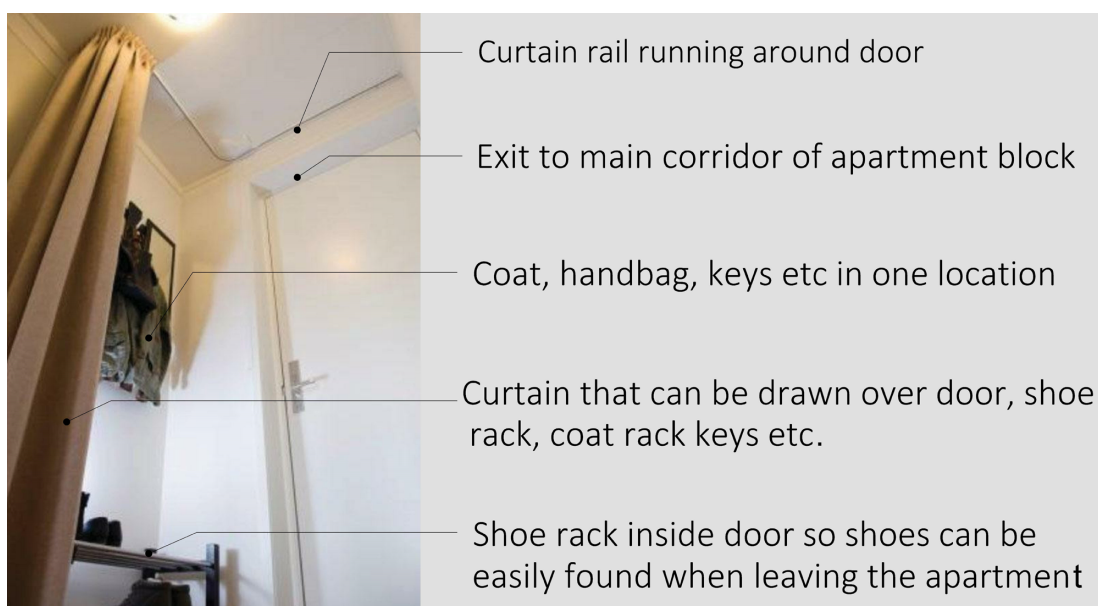 Curtain rail running around door
Exit to main corridor of apartment block
Coat, handbag, keys etc in one location
Curtain that can be drawn over door, shoe
rack, coat rack keys etc.
Shoe rack inside door so shoes can be
easily found when leaving the apartment